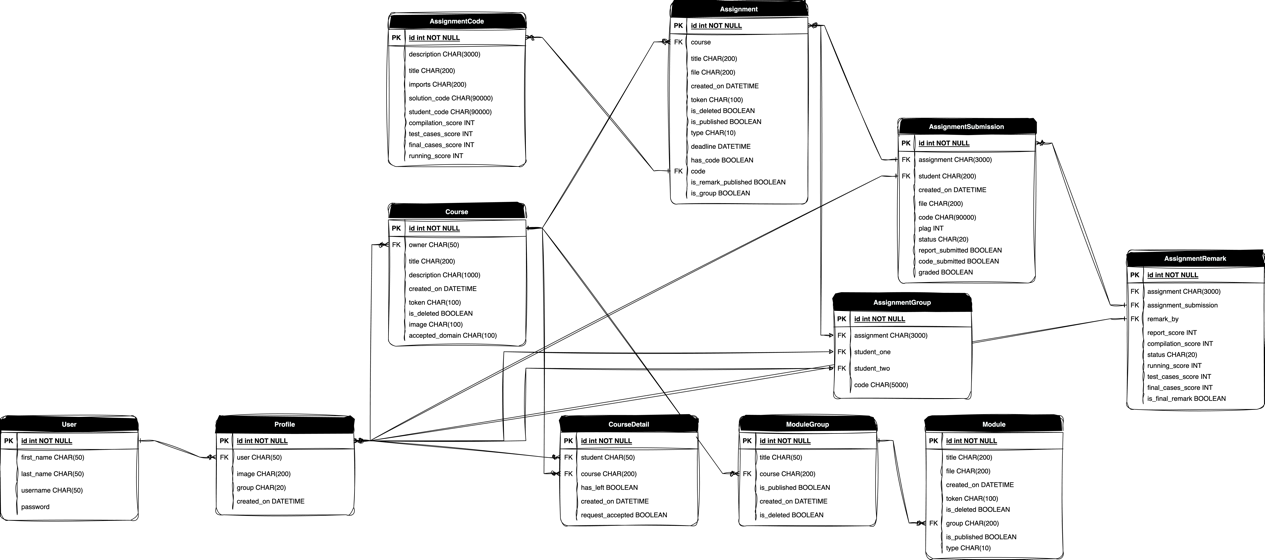 AssignmentCode
PK id int NOT NULL
description CHAR(3000)
title CHAR(200)
imports CHAR(200)
solution_code CHAR(90000)
student_code CHAR(90000)
compilation_score INT
test_cases_score INT
final_cases_score INT
running_score INT
Assignment
PK id int NOT NULL
FK course
title CHAR(200)
file CHAR(200)
created_on DATETIME
token CHAR(100)
is_deleted BOOLEAN
is_published BOOLEAN
type CHAR(10)
deadline DATETIME
has_code BOOLEAN
FK code
is_remark_published BOOLEAN
is_group BOOLEAN
AssignmentSubmission
PK id int NOT NULL
FK assignment CHAR(3000)
FK student CHAR(200)
created_on DATETIME
file CHAR(200)
code CHAR(90000)
plag INT
status CHAR(20)
report_submitted BOOLEAN
code_submitted BOOLEAN
graded BOOLEAN
Course
PK id int NOT NULL
FK owner CHAR(50)
title CHAR(200)
description CHAR(1000)
created_on DATETIME
token CHAR(100)
is_deleted BOOLEAN
image CHAR(100)
accepted_domain CHAR(100)
AssignmentRemark
PK id int NOT NULL
FK assignment CHAR(3000)
FK assignment_submission
FK remark_by
report_score INT
compilation_score INT
status CHAR(20)
running_score INT
test_cases_score INT
final_cases_score INT
is_final_remark BOOLEAN
AssignmentGroup
PK id int NOT NULL
FK assignment CHAR(3000)
FK student_one
FK student_two
code CHAR(5000)
User
PK id int NOT NULL
first_name CHAR(50)
last_name CHAR(50)
username CHAR(50)
password
Profile
PK id int NOT NULL
FK user CHAR(50)
image CHAR(200)
group CHAR(20)
created_on DATETIME
CourseDetail
PK id int NOT NULL
FK student CHAR(50)
FK course CHAR(200)
has_left BOOLEAN
created_on DATETIME
request_accepted BOOLEAN
ModuleGroup
PK id int NOT NULL
title CHAR(50)
FK course CHAR(200)
is_published BOOLEAN
created_on DATETIME
is_deleted BOOLEAN
Module
PK id int NOT NULL
title CHAR(200)
file CHAR(200)
created_on DATETIME
token CHAR(100)
is_deleted BOOLEAN
FK group CHAR(200)
is_published BOOLEAN
type CHAR(10)